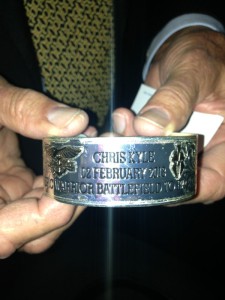 CHRIS KYLE
02 FEBRUARY 2013
WARRIOR BATTLEFIELD TO